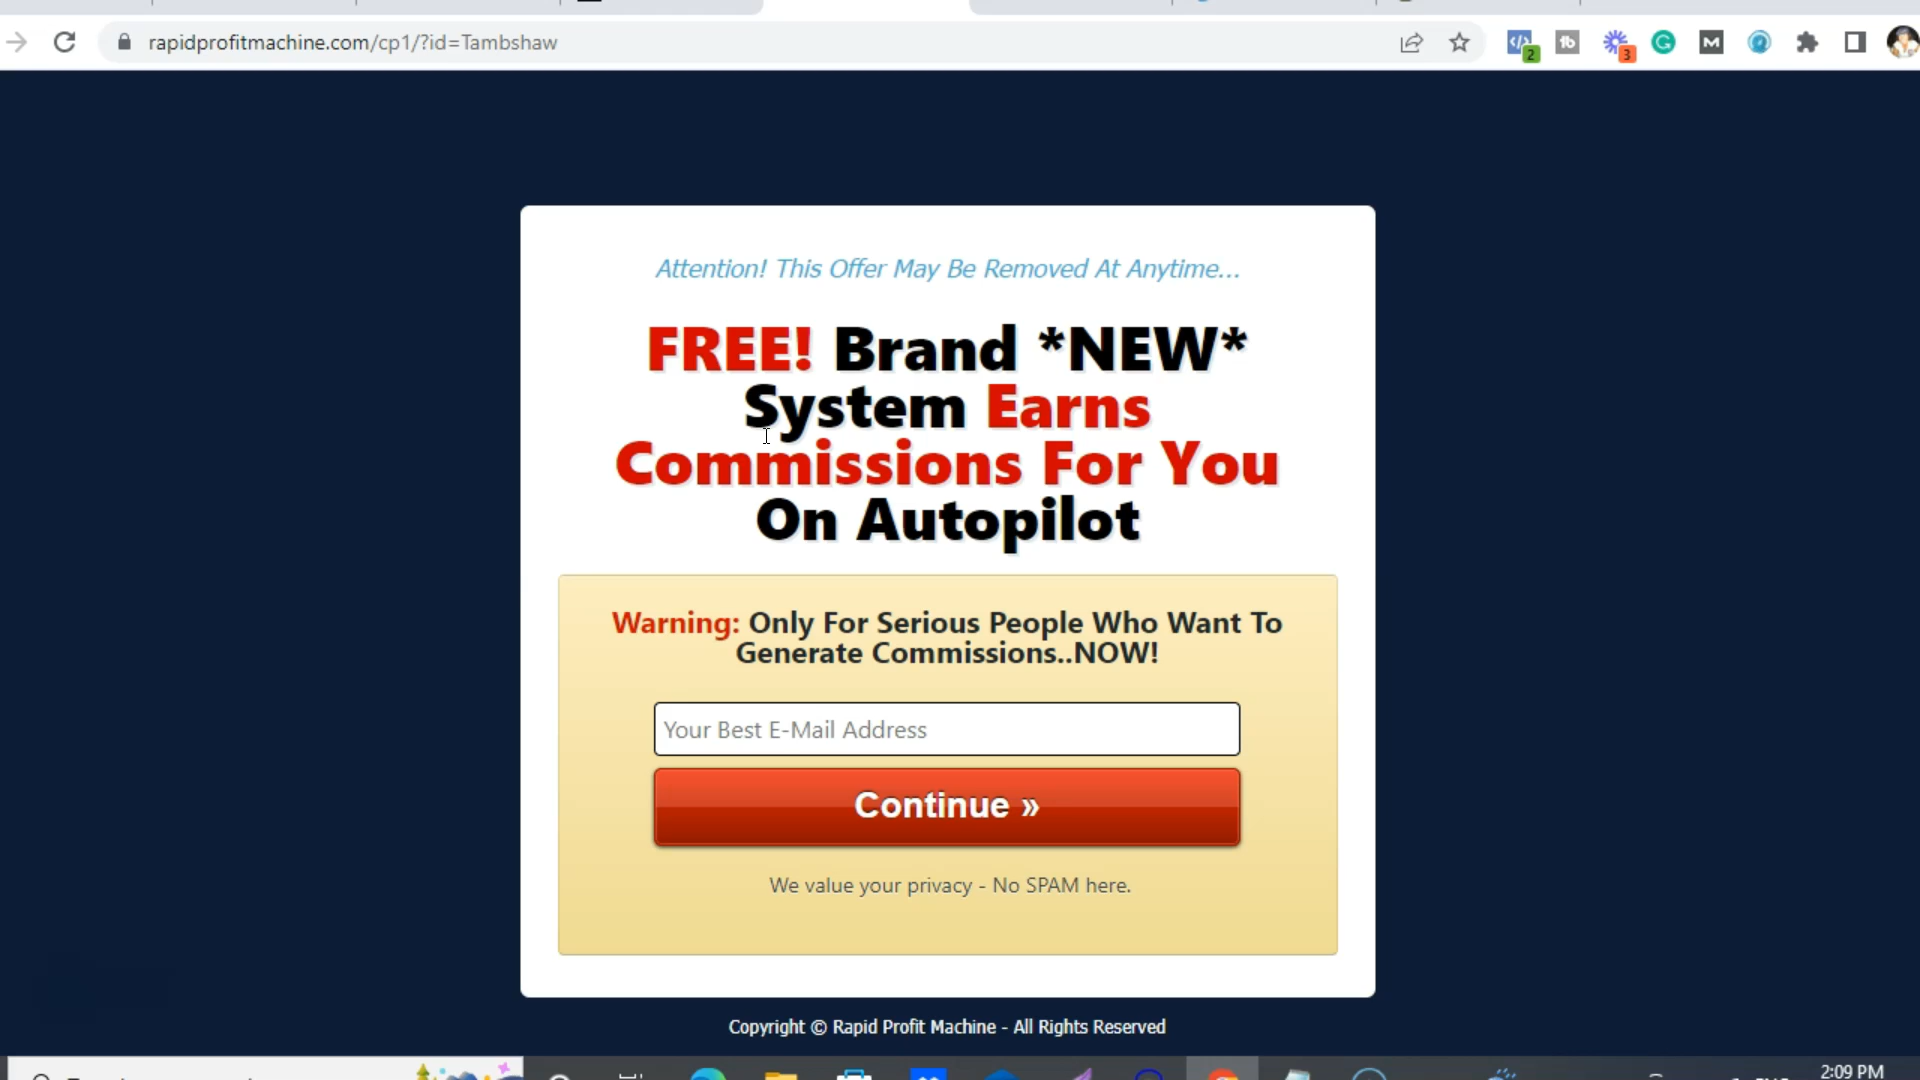 rapidprofitmachine.com/cp1/?id=Tambshaw
2
3
Attention! This Offer May Be Removed At Anytime...
FREE! Brand *NEW*
System Earns
Commissions For You
On Autopilot
Warning: Only For Serious People Who Want To
Generate Commissions..NOW!
Your Best E-Mail Address
Continue »
We value your privacy - No SPAM here.
Copyright © Rapid Profit Machine - All Rights Reserved
2:09 PM